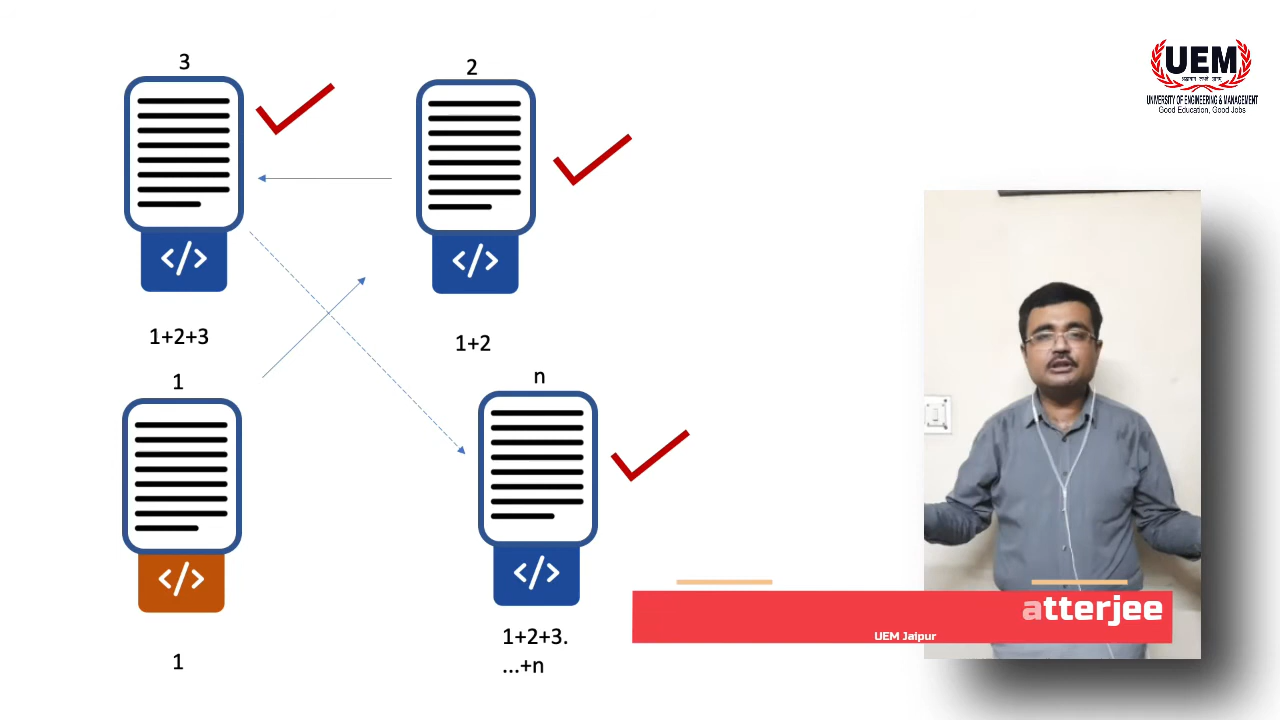 3
2
UEM
UNIVERSITY OF ENGINEERING & MANAGEMENT
Good Education, Good Jobs
</>
</>
1+2+3
1+2
1
n
</>
</>
1
1+2+3.
...+n
atterjee
UEM Jaipur